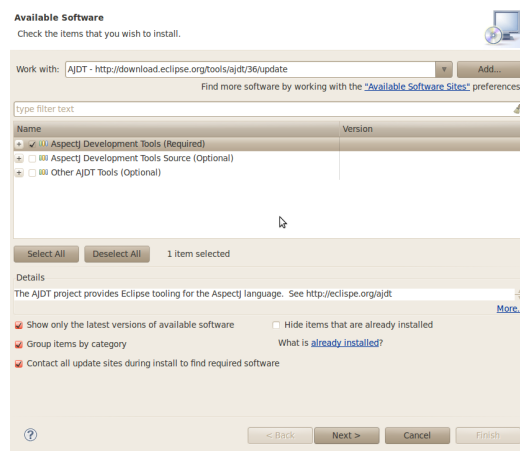 Available Software
Check the items that you wish to install.
Work with: AJDT - http://download.eclipse.org/tools/ajdt/36/update Add...
Find more software by working with the "Available Software Sites" preferences
type filter text
Name Version
AspectJ Development Tools (Required)
AspectJ Development Tools Source (Optional)
Other AJDT Tools (Optional)
Select All Deselect All 1 item selected
Details
The AJDT project provides Eclipse tooling for the AspectJ language. See http://eclispe.org/ajdt
More.
Show only the latest versions of available software Hide items that are already installed
Group items by category What is already installed?
Contact all update sites during install to find required software
? < Back Next > Cancel Finish